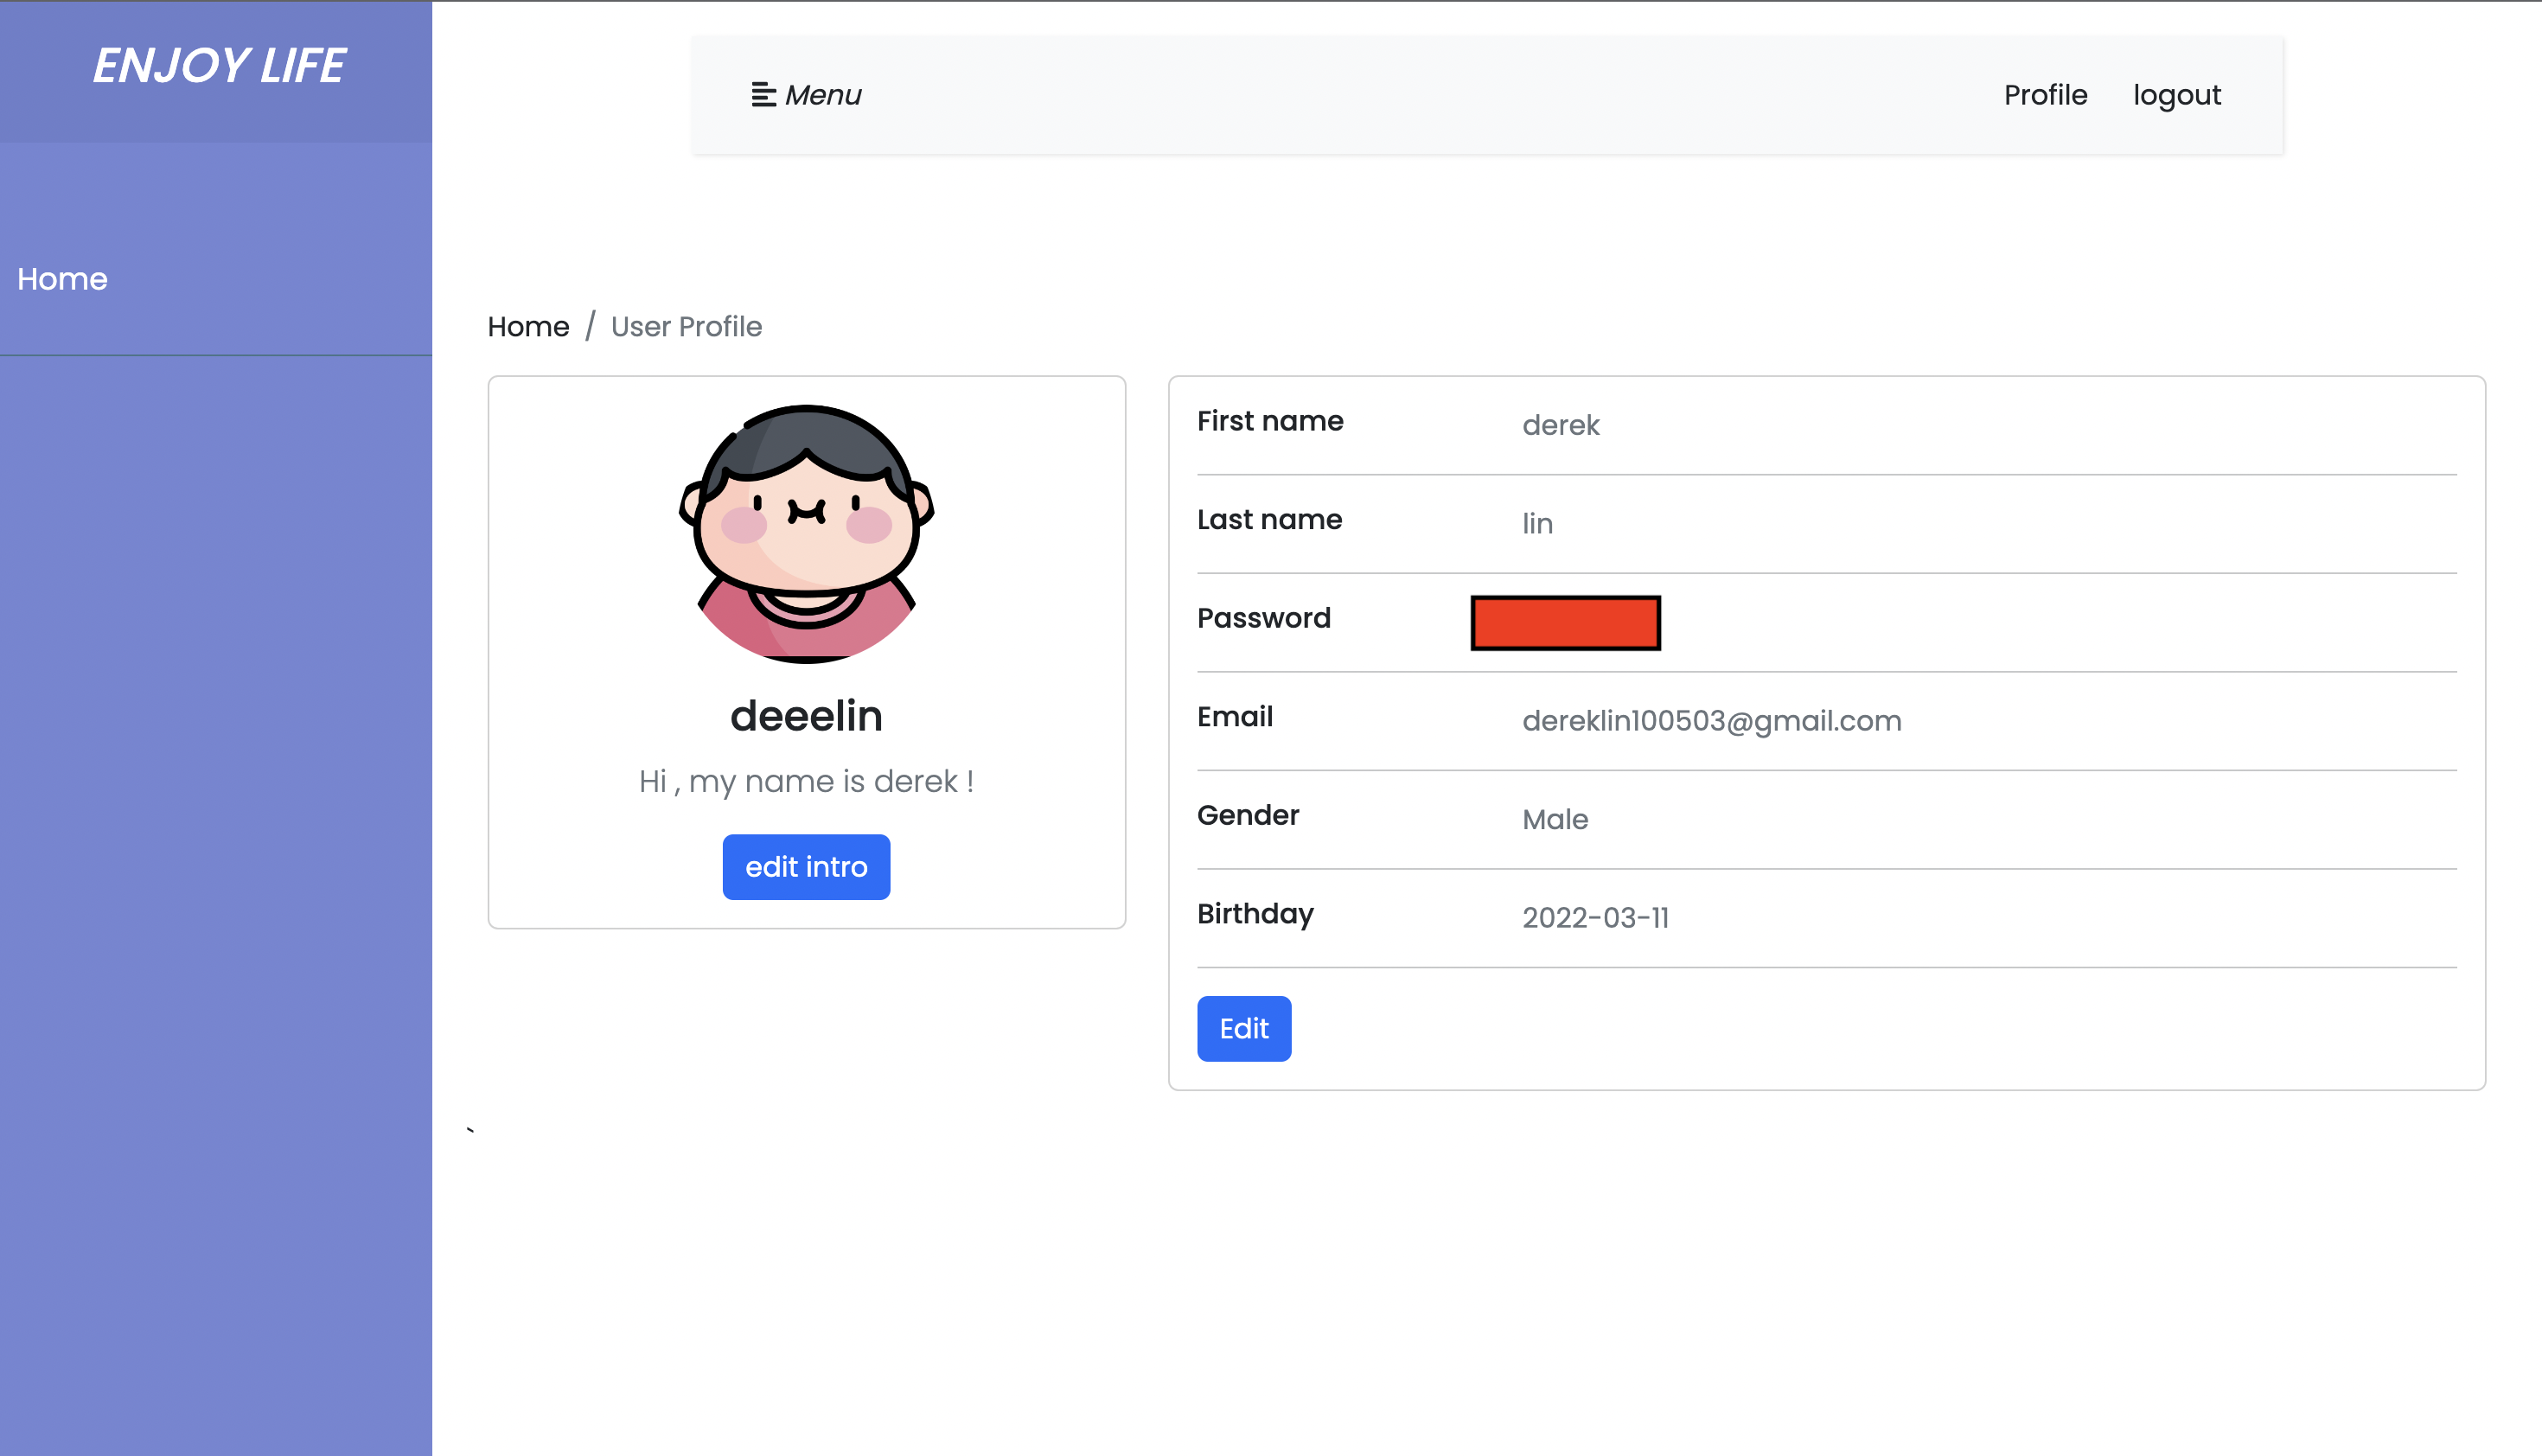 ENJOY LIFE
Menu
Profile
logout
Home
Home / User Profile
deeelin
Hi , my name is derek !
edit intro
First name derek
Last name lin
Password
Email dereklin100503@gmail.com
Gender Male
Birthday 2022-03-11
Edit
`